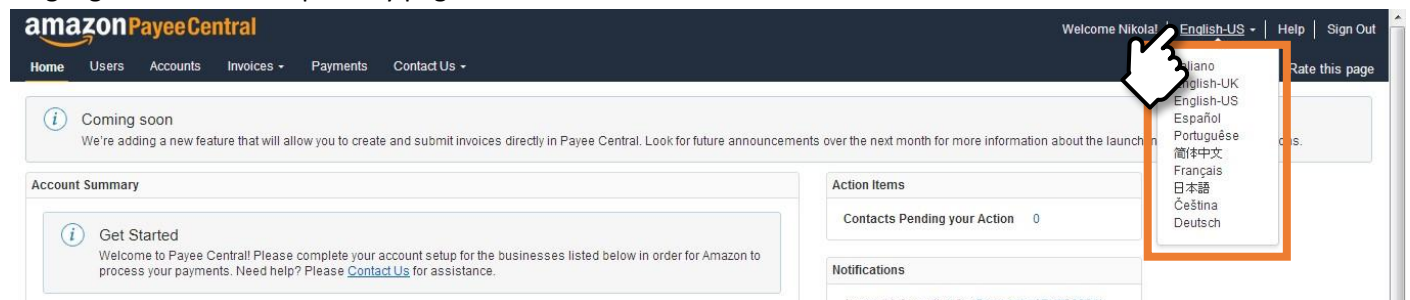 amazon Payee Central
Welcome Nikola! English-US Help Sign Out
Home Users Accounts Invoices Payments Contact Us Rate this page
English-UK
English-US
Español
Português
简体中文
Français
日本語
Čeština
Deutsch
Coming soon
We're adding a new feature that will allow you to create and submit invoices directly in Payee Central. Look for future announcements over the next month for more information about the
Account Summary
Get Started
Welcome to Payee Central! Please complete your account setup for the businesses listed below in order for Amazon to
process your payments. Need help? Please Contact Us for assistance.
Action Items
Contacts Pending your Action 0
Notifications